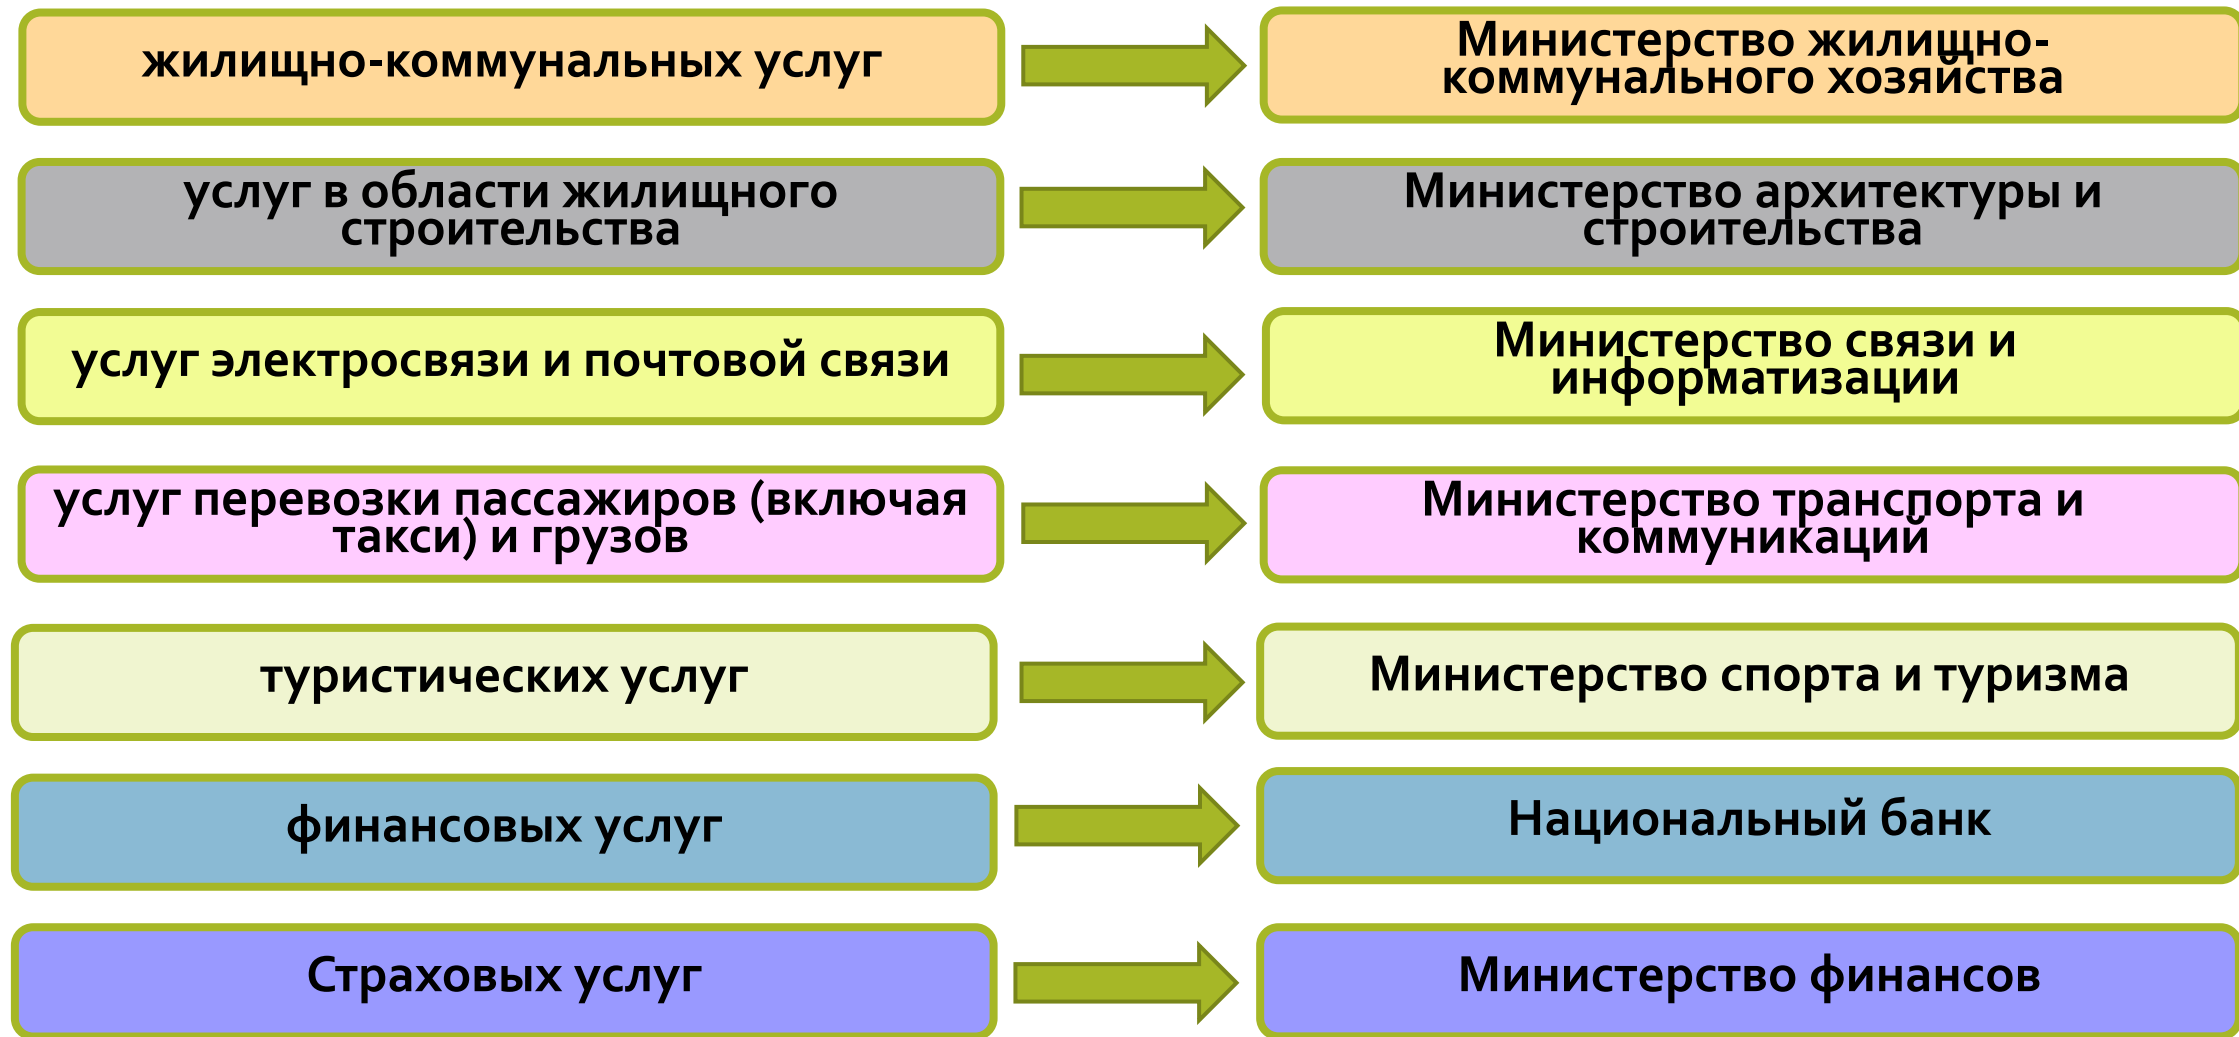 жилищно-коммунальных услуг
Министерство жилищно-
коммунального хозяйства
услуг в области жилищного
строительства
Министерство архитектуры и
строительства
услуг электросвязи и почтовой связи
Министерство связи и
информатизации
услуг перевозки пассажиров (включая
такси) и грузов
Министерство транспорта и
коммуникаций
туристических услуг
Министерство спорта и туризма
финансовых услуг
Национальный банк
Страховых услуг
Министерство финансов